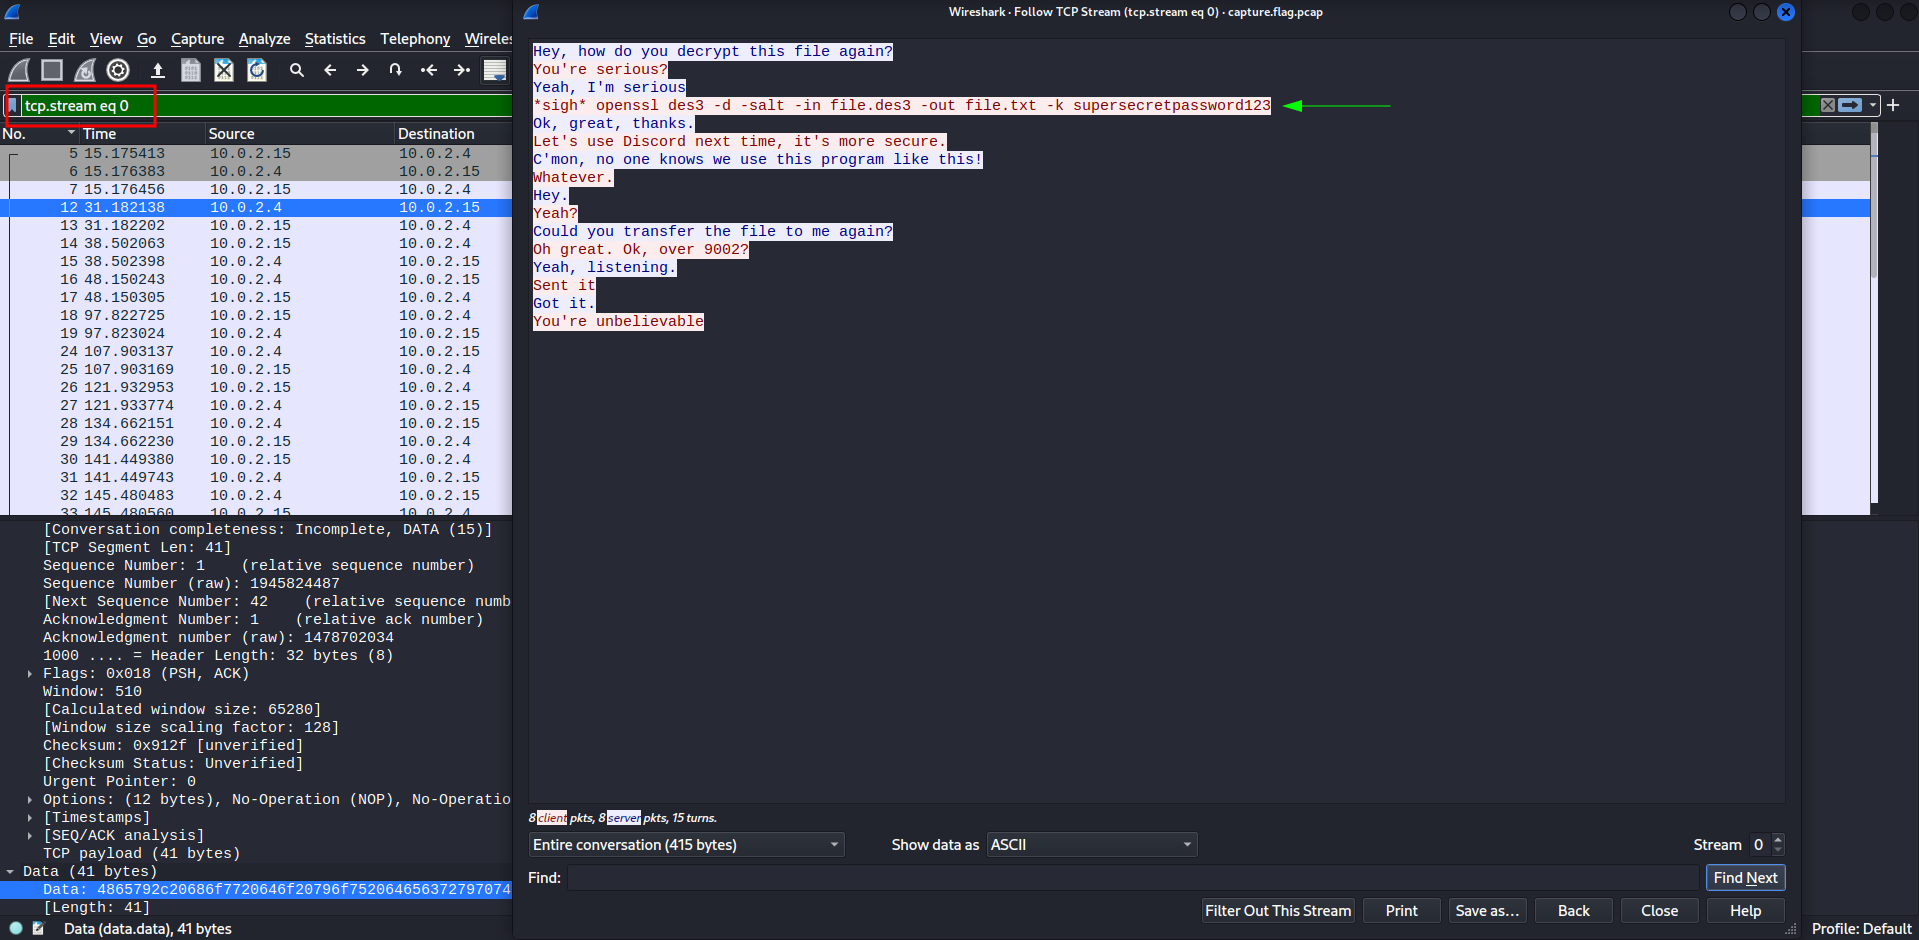 Wireshark · Follow TCP Stream (tcp.stream eq 0) · capture.flag.pcap
File Edit View Go Capture Analyze Statistics Telephony Wireles
tcp.stream eq 0
No. Time Source Destination
5 15.175413 10.0.2.15 10.0.2.4
6 15.176383 10.0.2.4 10.0.2.15
7 15.176456 10.0.2.15 10.0.2.4
12 31.182138 10.0.2.4 10.0.2.15
13 31.182202 10.0.2.15 10.0.2.4
14 38.502063 10.0.2.15 10.0.2.4
15 38.502398 10.0.2.4 10.0.2.15
16 48.150243 10.0.2.4 10.0.2.15
17 48.150305 10.0.2.15 10.0.2.4
18 97.822725 10.0.2.15 10.0.2.4
19 97.823024 10.0.2.4 10.0.2.15
24 107.903137 10.0.2.4 10.0.2.15
25 107.903169 10.0.2.15 10.0.2.4
26 121.932953 10.0.2.15 10.0.2.4
27 121.933774 10.0.2.4 10.0.2.15
28 134.662151 10.0.2.4 10.0.2.15
29 134.662230 10.0.2.15 10.0.2.4
30 141.449380 10.0.2.15 10.0.2.4
31 141.449743 10.0.2.4 10.0.2.15
32 145.480483 10.0.2.4 10.0.2.15
33 145.480560 10.0.2.15 10.0.2.4
[Conversation completeness: Incomplete, DATA (15)]
[TCP Segment Len: 41]
Sequence Number: 1 (relative sequence number)
Sequence Number (raw): 1945824487
[Next Sequence Number: 42 (relative sequence numb
Acknowledgment Number: 1 (relative ack number)
Acknowledgment number (raw): 1478702034
1000 .... = Header Length: 32 bytes (8)
Flags: 0x018 (PSH, ACK)
Window: 510
[Calculated window size: 65280]
[Window size scaling factor: 128]
Checksum: 0x912f [unverified]
[Checksum Status: Unverified]
Urgent Pointer: 0
Options: (12 bytes), No-Operation (NOP), No-Operatio
[Timestamps]
[SEQ/ACK analysis]
TCP payload (41 bytes)
Data (41 bytes)
Data: 4865792c20686f7720646f20796f752064656372797074
[Length: 41]
Data (data.data), 41 bytes
Hey, how do you decrypt this file again?
You're serious?
Yeah, I'm serious
*sigh* openssl des3 -d -salt -in file.des3 -out file.txt -k supersecretpassword123
Ok, great, thanks.
Let's use Discord next time, it's more secure.
C'mon, no one knows we use this program like this!
Whatever.
Hey.
Yeah?
Could you transfer the file to me again?
Oh great. Ok, over 9002?
Yeah, listening.
Sent it
Got it.
You're unbelievable
8 client pkts, 8 server pkts, 15 turns.
Entire conversation (415 bytes) Show data as ASCII Stream 0
Find: Find Next
Filter Out This Stream Print Save as… Back Close Help
Profile: Default